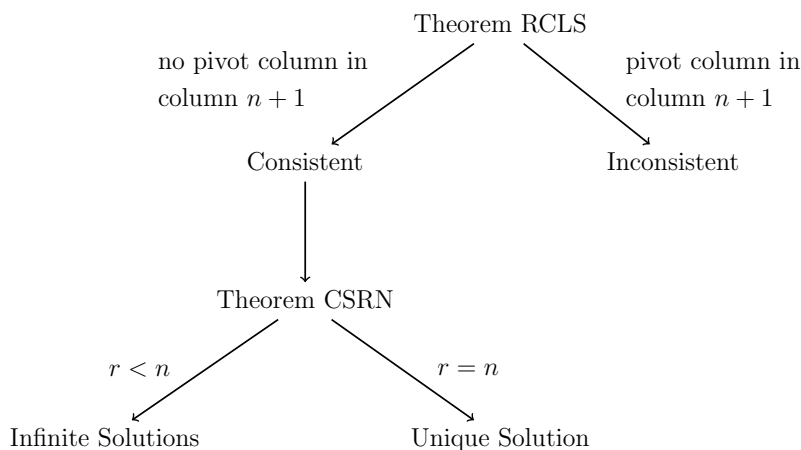 Theorem RCLS
no pivot column in
column n + 1
pivot column in
column n + 1
Consistent
Inconsistent
Theorem CSRN
r < n
r = n
Infinite Solutions
Unique Solution